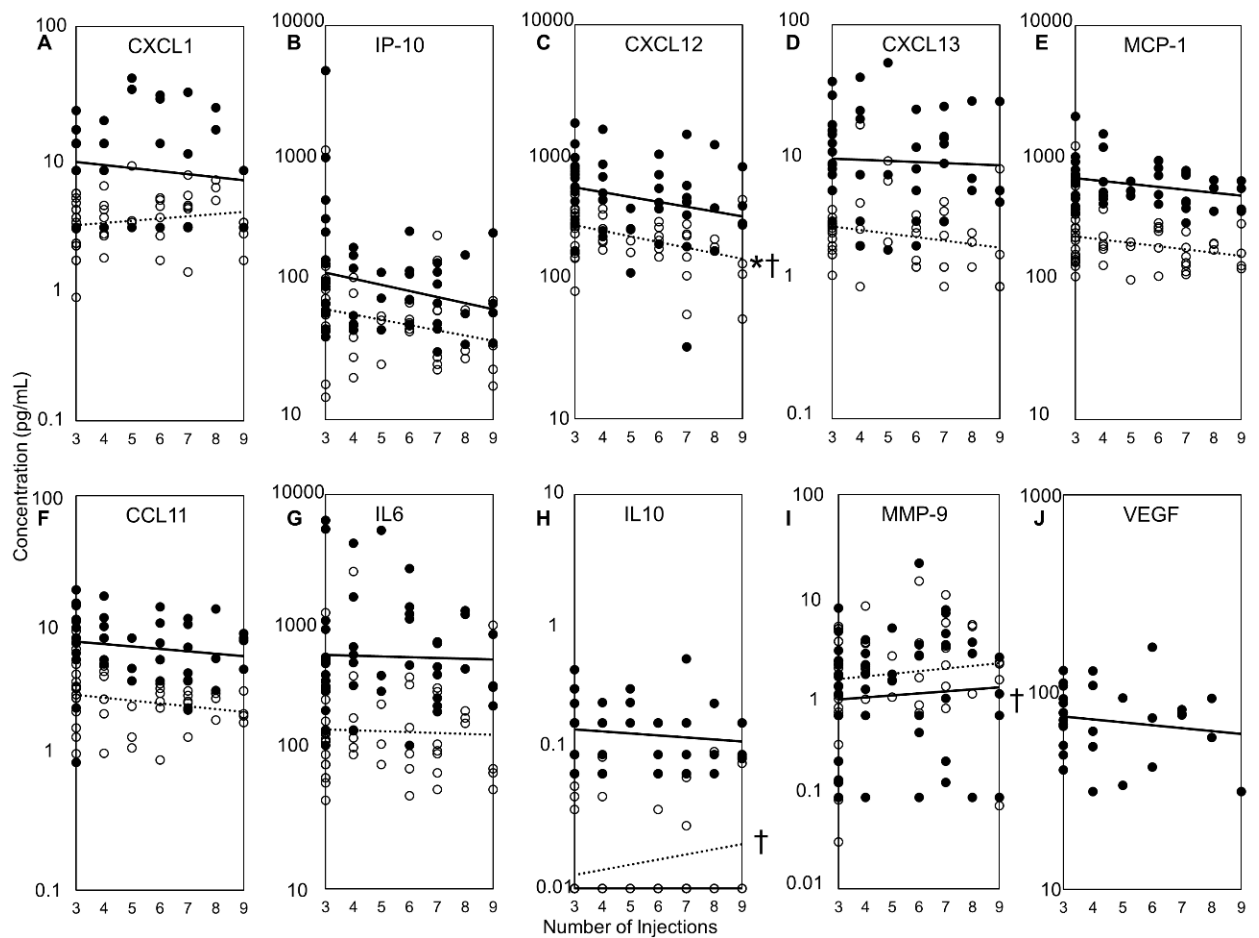 Concentration (pg/mL)
A
CXCL1
100
10
1
0.1
3 4 5 6 7 8 9
B
IP-10
10000
1000
100
10
3 4 5 6 7 8 9
C
CXCL12
10000
1000
100
10
*†
3 4 5 6 7 8 9
D
CXCL13
100
10
1
0.1
3 4 5 6 7 8 9
E
MCP-1
10000
1000
100
10
3 4 5 6 7 8 9
F
CCL11
100
10
1
0.1
3 4 5 6 7 8 9
G
IL6
10000
1000
100
10
3 4 5 6 7 8 9
H
IL10
10
1
0.1
0.01
†
3 4 5 6 7 8 9
I
MMP-9
100
10
1
0.1
0.01
†
3 4 5 6 7 8 9
J
VEGF
1000
100
10
3 4 5 6 7 8 9
Number of Injections